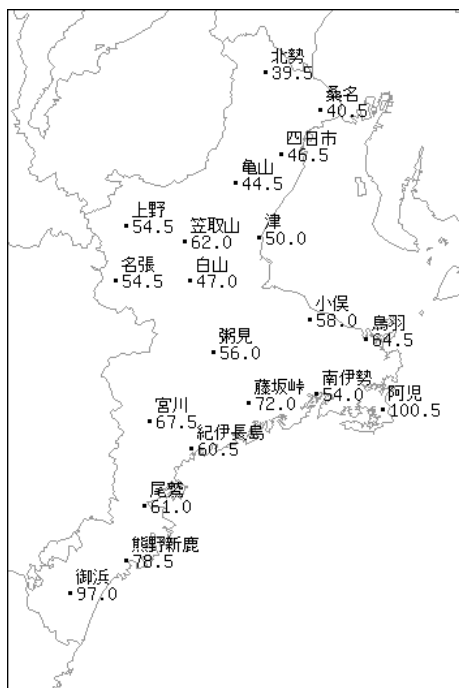 北勢
39.5
桑名
40.5
四日市
46.5
亀山
44.5
上野
54.5
笠取山
62.0
津
50.0
名張
54.5
白山
47.0
小俣
58.0
鳥羽
64.5
粥見
56.0
藤坂峠
72.0
南伊勢
54.0
阿児
100.5
宮川
67.5
紀伊長島
60.5
尾鷲
61.0
熊野新鹿
78.5
御浜
97.0